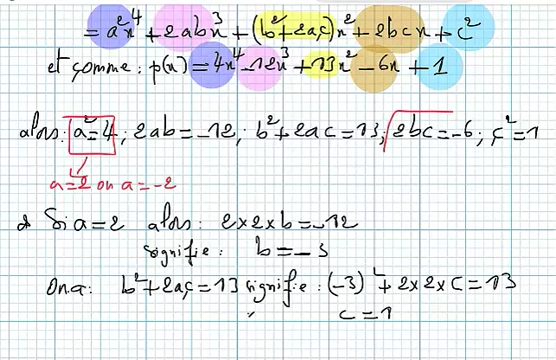 = a²x⁴ + 2abx³ + (b²+2ac)x² + 2bcx + c²
et comme : p(x) = 4x⁴ - 12x³ + 13x² - 6x + 1
alors : a² = 4 ; 2ab = -12 ; b² + 2ac = 13 ; 2bc = -6 ; c² = 1
a = 2 ou a = -2
Si a = 2 alors : 2×2×b = -12
signifie : b = -3
On a : b² + 2ac = 13 signifie : (-3)² + 2×2×c = 13
c = 1